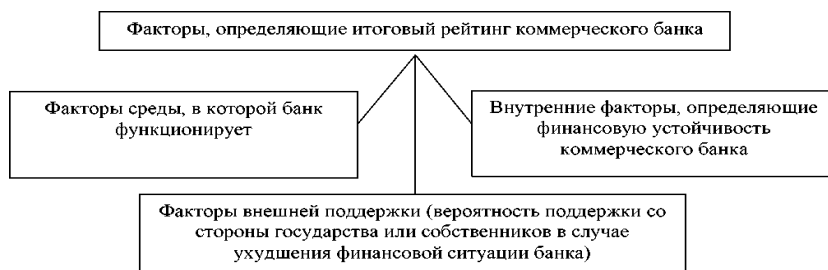 Факторы, определяющие итоговый рейтинг коммерческого банка
Факторы среды, в которой банк
функционирует
Внутренние факторы, определяющие
финансовую устойчивость
коммерческого банка
Факторы внешней поддержки (вероятность поддержки со
стороны государства или собственников в случае
ухудшения финансовой ситуации банка)